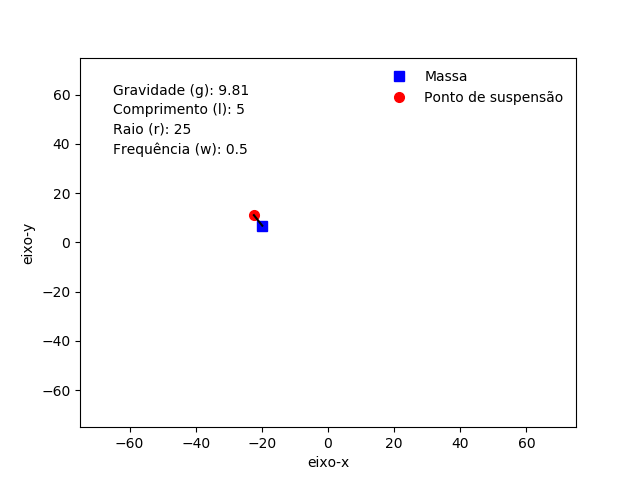 Gravidade (g): 9.81
Comprimento (l): 5
Raio (r): 25
Frequência (w): 0.5
Massa
Ponto de suspensão
eixo-y
60
40
20
0
−20
−40
−60
−60 −40 −20 0 20 40 60
eixo-x